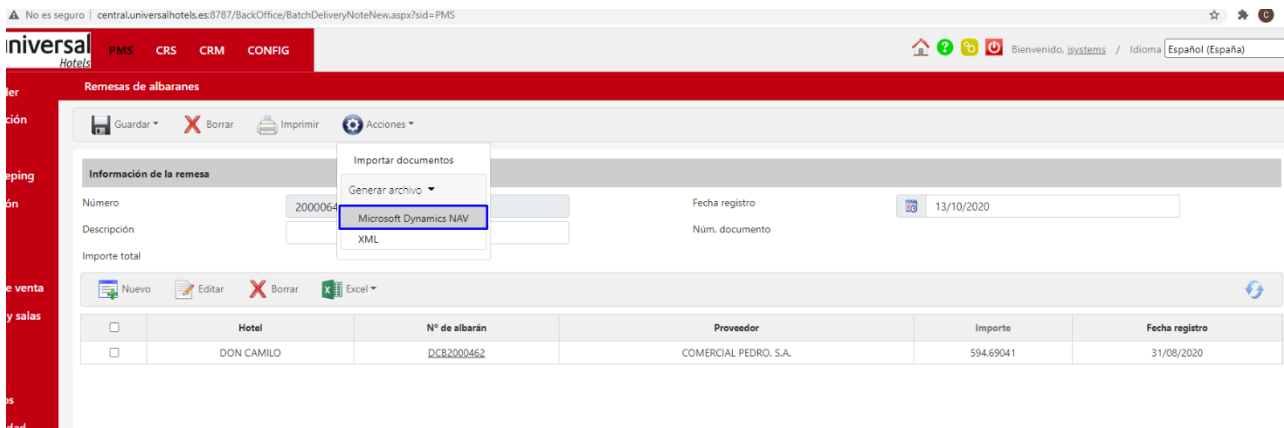 No es seguro | central.universalhotels.es:8787/BackOffice/BatchDeliveryNoteNew.aspx?sid=PMS
niversal
Hotels
PMS CRS CRM CONFIG
Bienvenido, isystems / Idioma Español (España)
der
Remesas de albaranes
ción
Guardar Borrar Imprimir Acciones
Importar documentos
eping
Información de la remesa
Generar archivo
ón
Número 2000064 Fecha registro 13/10/2020
Microsoft Dynamics NAV
Descripción Núm. documento
XML
Importe total
e venta
Nuevo Editar Borrar Excel
y salas
Hotel Nº de albarán Proveedor Importe Fecha registro
DON CAMILO DCB2000462 COMERCIAL PEDRO, S.A. 594.69041 31/08/2020
os
dad